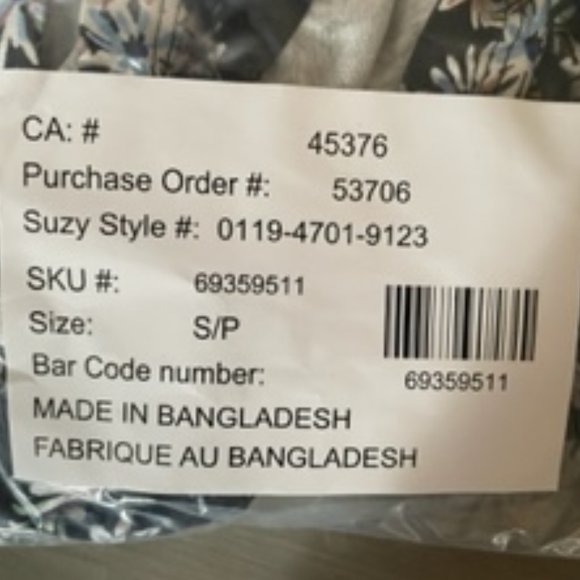 CA: # 45376
Purchase Order #: 53706
Suzy Style #: 0119-4701-9123
SKU #: 69359511
Size: S/P
Bar Code number: 69359511
MADE IN BANGLADESH
FABRIQUE AU BANGLADESH